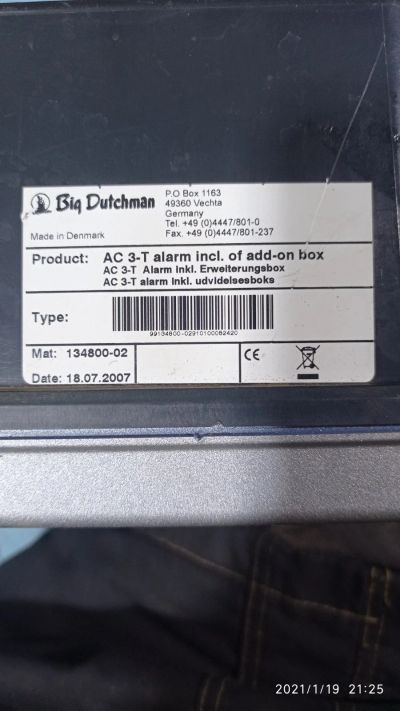 Big Dutchman
P.O Box 1163
49360 Vechta
Germany
Tel. +49 (0)4447/801-0
Fax. +49 (0)4447/801-237
Made in Denmark
Product: AC 3-T alarm incl. of add-on box
AC 3-T Alarm Inkl. Erweiterungsbox
AC 3-T alarm Inkl. udvidelsesboks
Type:
99134800-02910100082420
Mat: 134800-02
CE
Date: 18.07.2007
2021/1/19 21:25